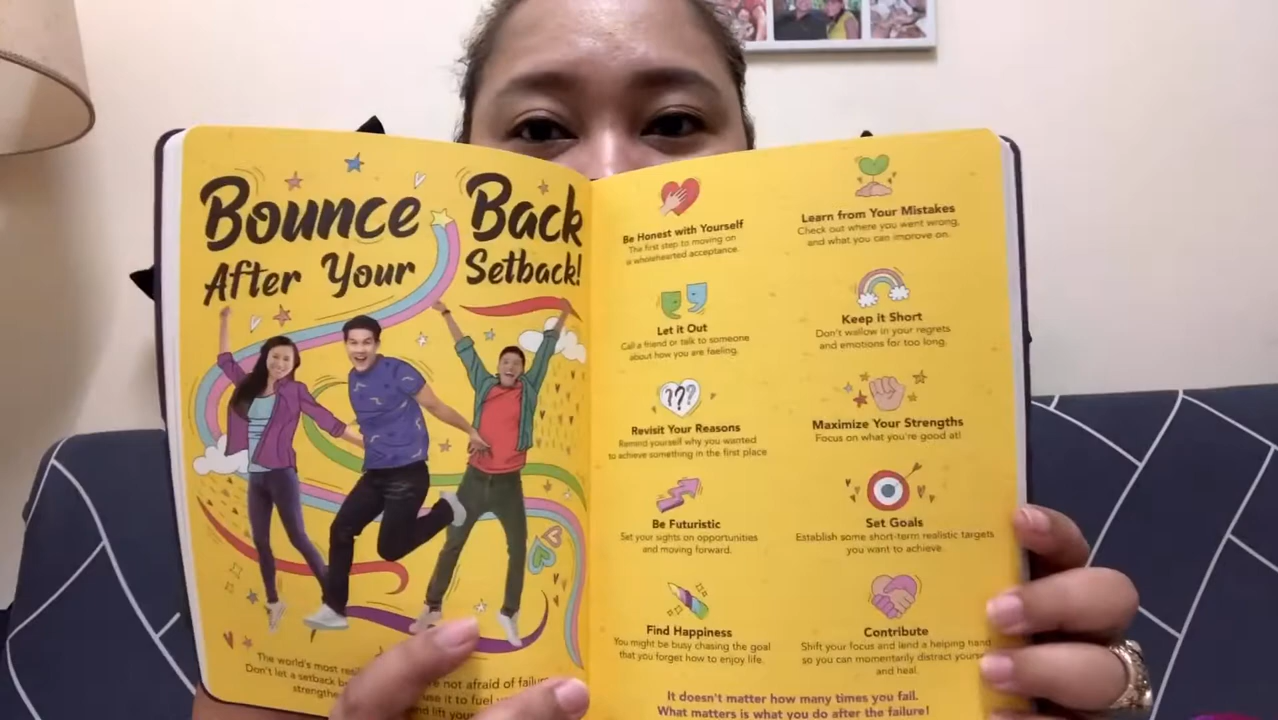 Bounce Back
After Your Setback!
The world's most
Don't let a setback
not afraid of
use it to fuel
and lift your
Be Honest with Yourself
The first step to moving on
is wholehearted acceptance.
Let it Out
Call a friend or talk to someone
about how you are feeling.
???
Revisit Your Reasons
Remind yourself why you wanted
to achieve something in the first place
Be Futuristic
Set your sights on opportunities
and moving forward.
Find Happiness
You might be busy chasing the goal
that you forget how to enjoy life.
Learn from Your Mistakes
Check out where you went wrong,
and what you can improve on.
Keep it Short
Don't wallow in your regrets
and emotions for too long.
Maximize Your Strengths
Focus on what you're good at!
Set Goals
Establish some short-term realistic targets
you want to achieve.
Contribute
Shift your focus and lend a helping hand
so you can momentarily distract yourself
and heal.
It doesn't matter how many times you fail.
What matters is what you do after the failure!